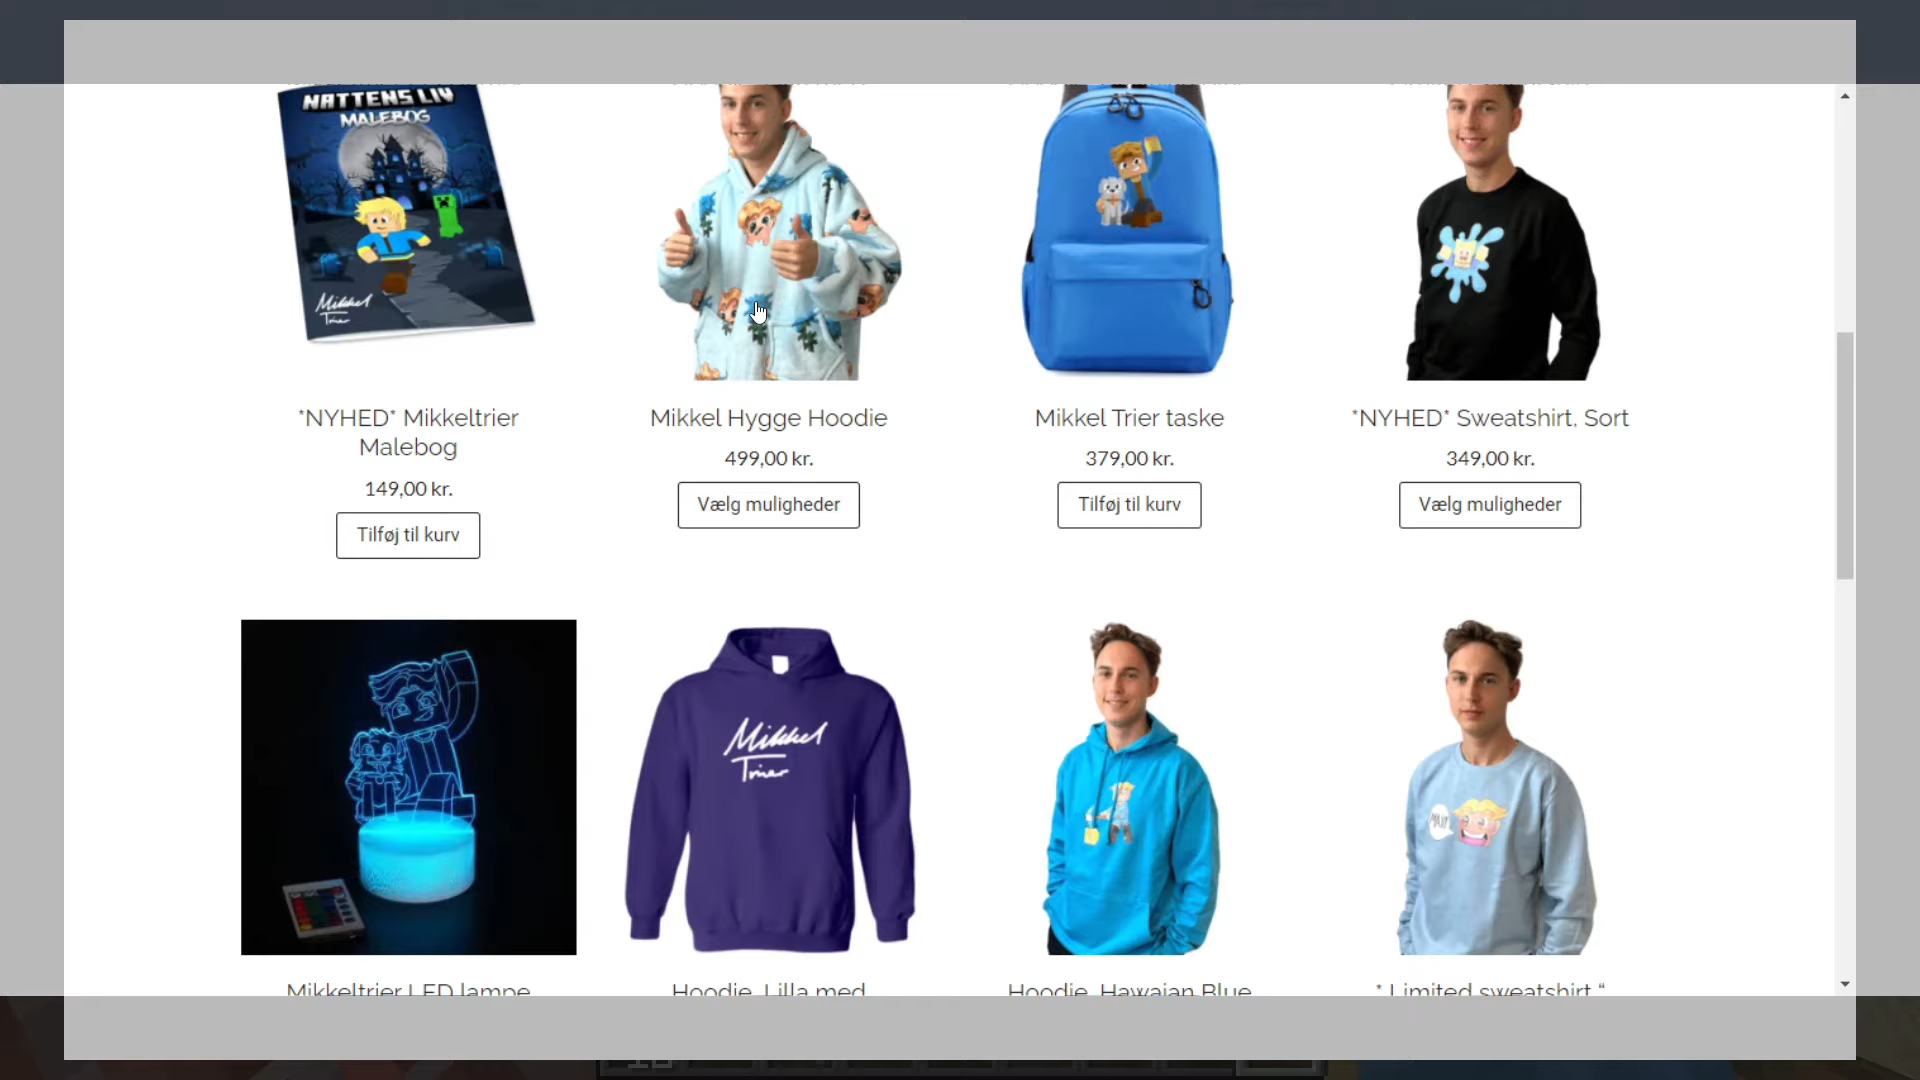 NATTENS LIV
MALEBOG
Mikkel
Trier
*NYHED* Mikkeltrier
Malebog
149,00 kr.
Tilføj til kurv
Mikkel Hygge Hoodie
499,00 kr.
Vælg muligheder
Mikkel Trier taske
379,00 kr.
Tilføj til kurv
*NYHED* Sweatshirt, Sort
349,00 kr.
Vælg muligheder
Mikkel
Trier
Mikkeltrier LED lampe
Hoodie, Lilla med
Hoodie, Hawaian Blue
* Limited sweatshirt “